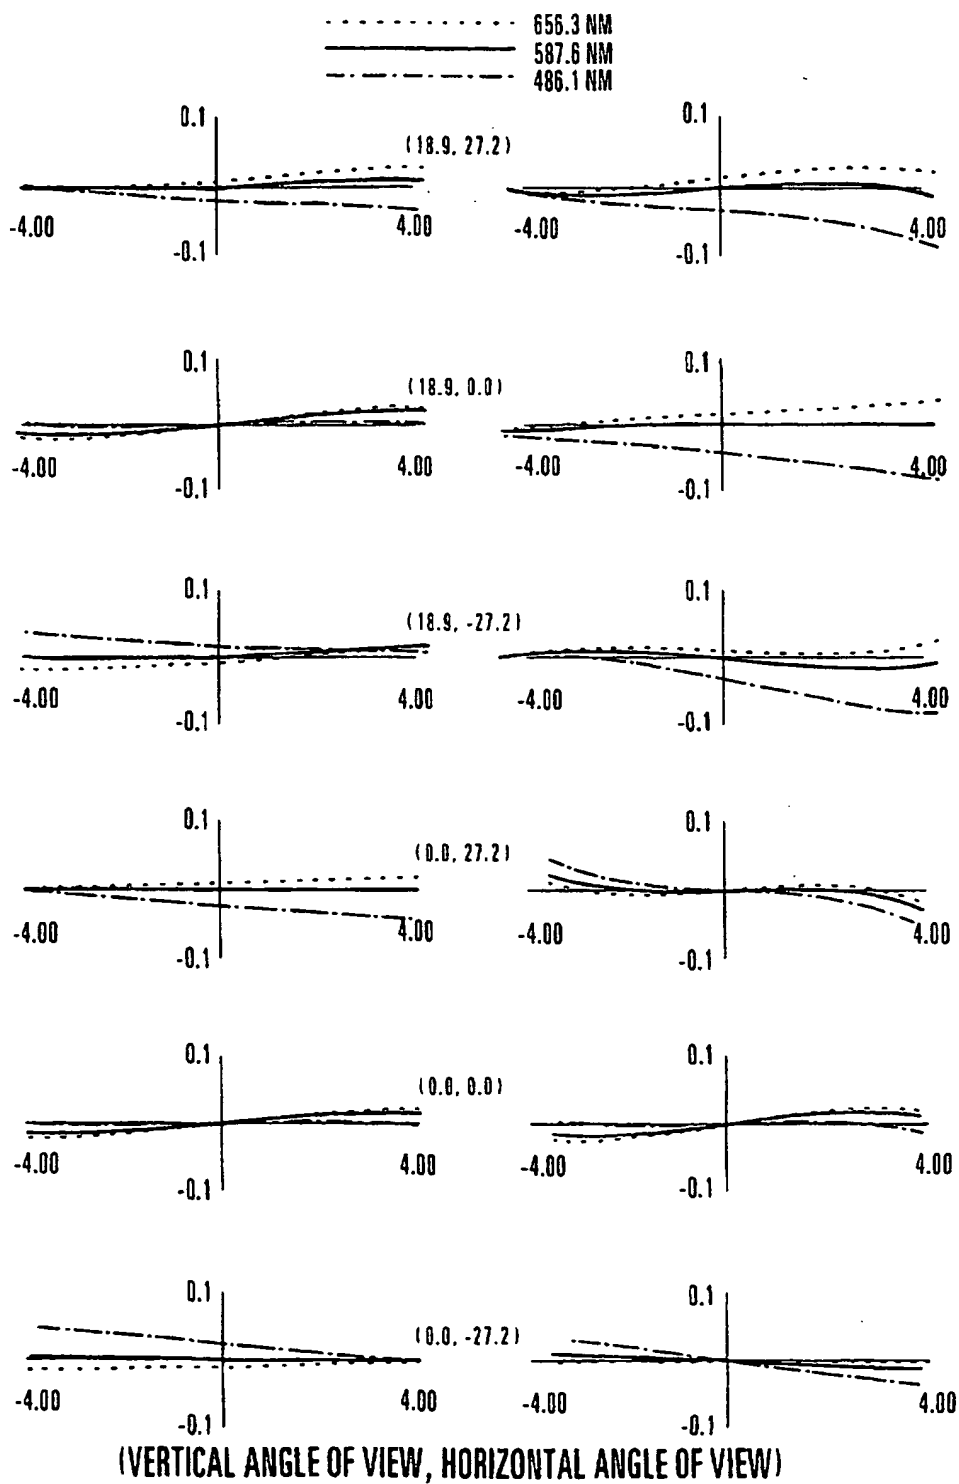 656.3 NM
587.6 NM
486.1 NM
0.1 0.1
(18.9, 27.2)
-4.00 4.00 -4.00 4.00
-0.1 -0.1
0.1 0.1
(18.9, 0.0)
-4.00 4.00 -4.00 4.00
-0.1 -0.1
0.1 0.1
(18.9, -27.2)
-4.00 4.00 -4.00 4.00
-0.1 -0.1
0.1 0.1
(0.0, 27.2)
-4.00 4.00 -4.00 4.00
-0.1 -0.1
0.1 0.1
(0.0, 0.0)
-4.00 4.00 -4.00 4.00
-0.1 -0.1
0.1 0.1
(0.0, -27.2)
-4.00 4.00 -4.00 4.00
-0.1 -0.1
(VERTICAL ANGLE OF VIEW, HORIZONTAL ANGLE OF VIEW)